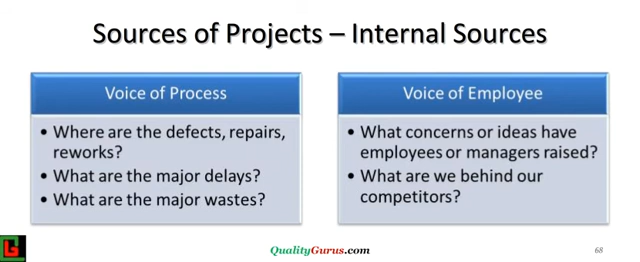 Sources of Projects – Internal Sources
Voice of Process
• Where are the defects, repairs,
reworks?
• What are the major delays?
• What are the major wastes?
Voice of Employee
• What concerns or ideas have
employees or managers raised?
• What are we behind our
competitors?
QualityGurus.com
68